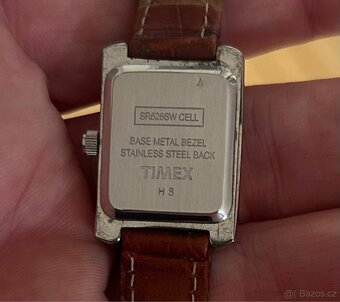 SR626SW CELL
BASE METAL BEZEL
STAINLESS STEEL BACK
TIMEX
H 3
© Bazos.cz